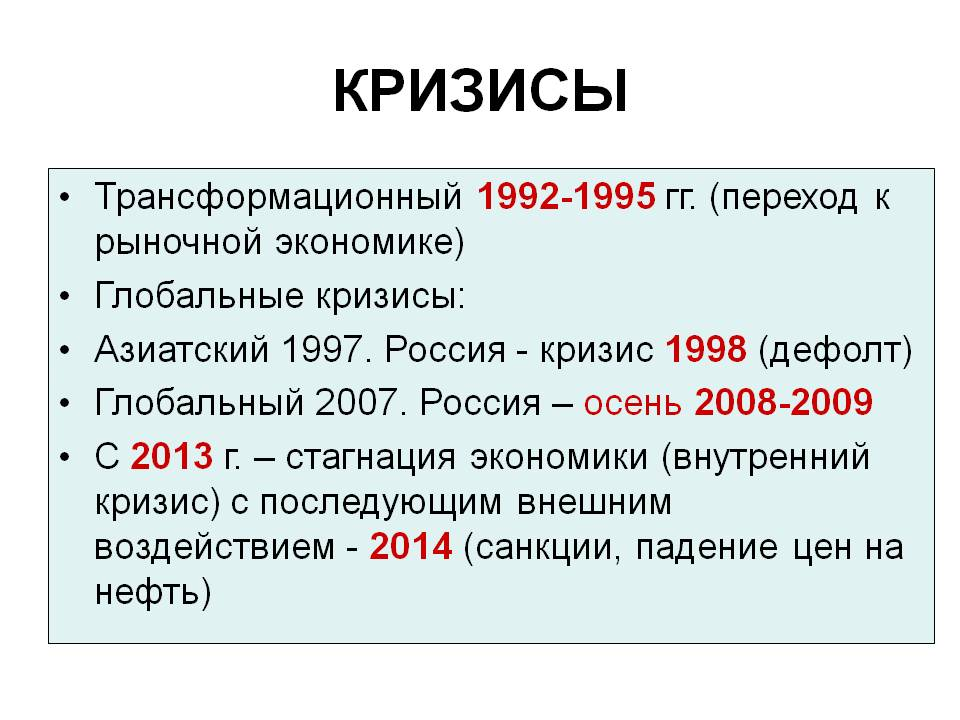 КРИЗИСЫ
• Трансформационный 1992-1995 гг. (переход к
рыночной экономике)
• Глобальные кризисы:
• Азиатский 1997. Россия - кризис 1998 (дефолт)
• Глобальный 2007. Россия – осень 2008-2009
• С 2013 г. – стагнация экономики (внутренний
кризис) с последующим внешним
воздействием - 2014 (санкции, падение цен на
нефть)